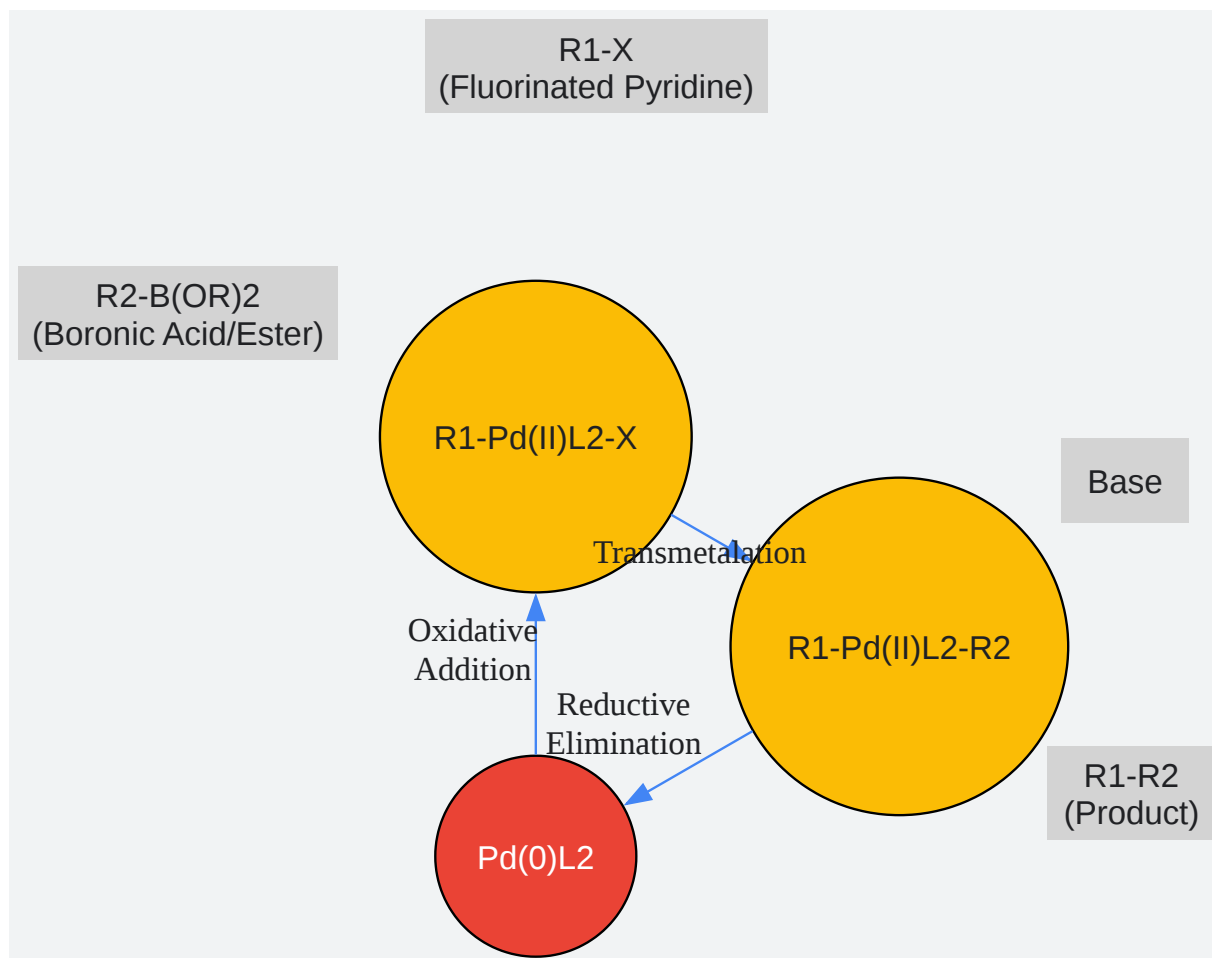 R1-X
(Fluorinated Pyridine)
R2-B(OR)2
(Boronic Acid/Ester)
R1-Pd(II)L2-X
Base
Transmetalation
Oxidative
Addition
R1-Pd(II)L2-R2
Reductive
Elimination
R1-R2
(Product)
Pd(0)L2